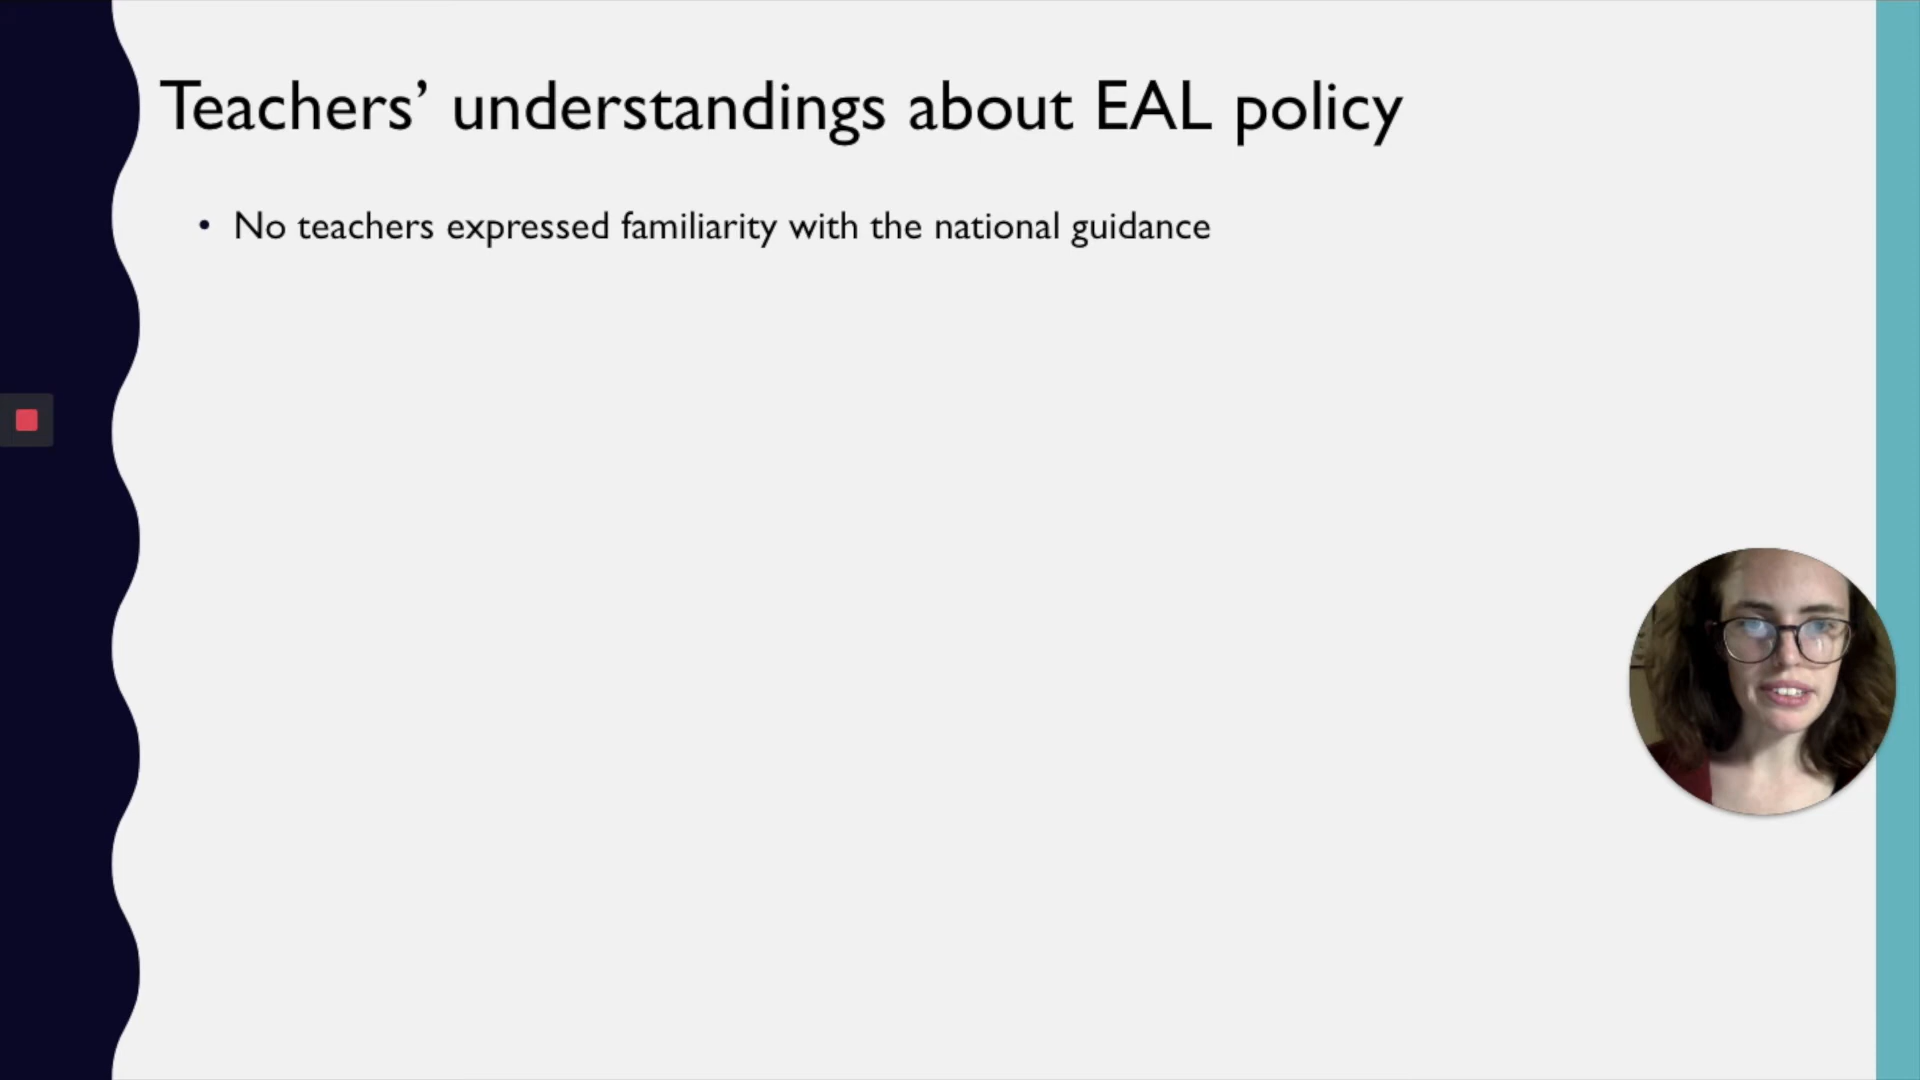 Teachers’ understandings about EAL policy
• No teachers expressed familiarity with the national guidance